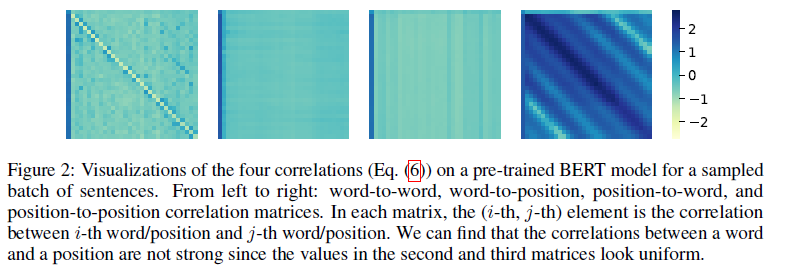 2
1
0
−1
−2
Figure 2: Visualizations of the four correlations (Eq. (6)) on a pre-trained BERT model for a sampled
batch of sentences. From left to right: word-to-word, word-to-position, position-to-word, and
position-to-position correlation matrices. In each matrix, the (i-th, j-th) element is the correlation
between i-th word/position and j-th word/position. We can find that the correlations between a word
and a position are not strong since the values in the second and third matrices look uniform.